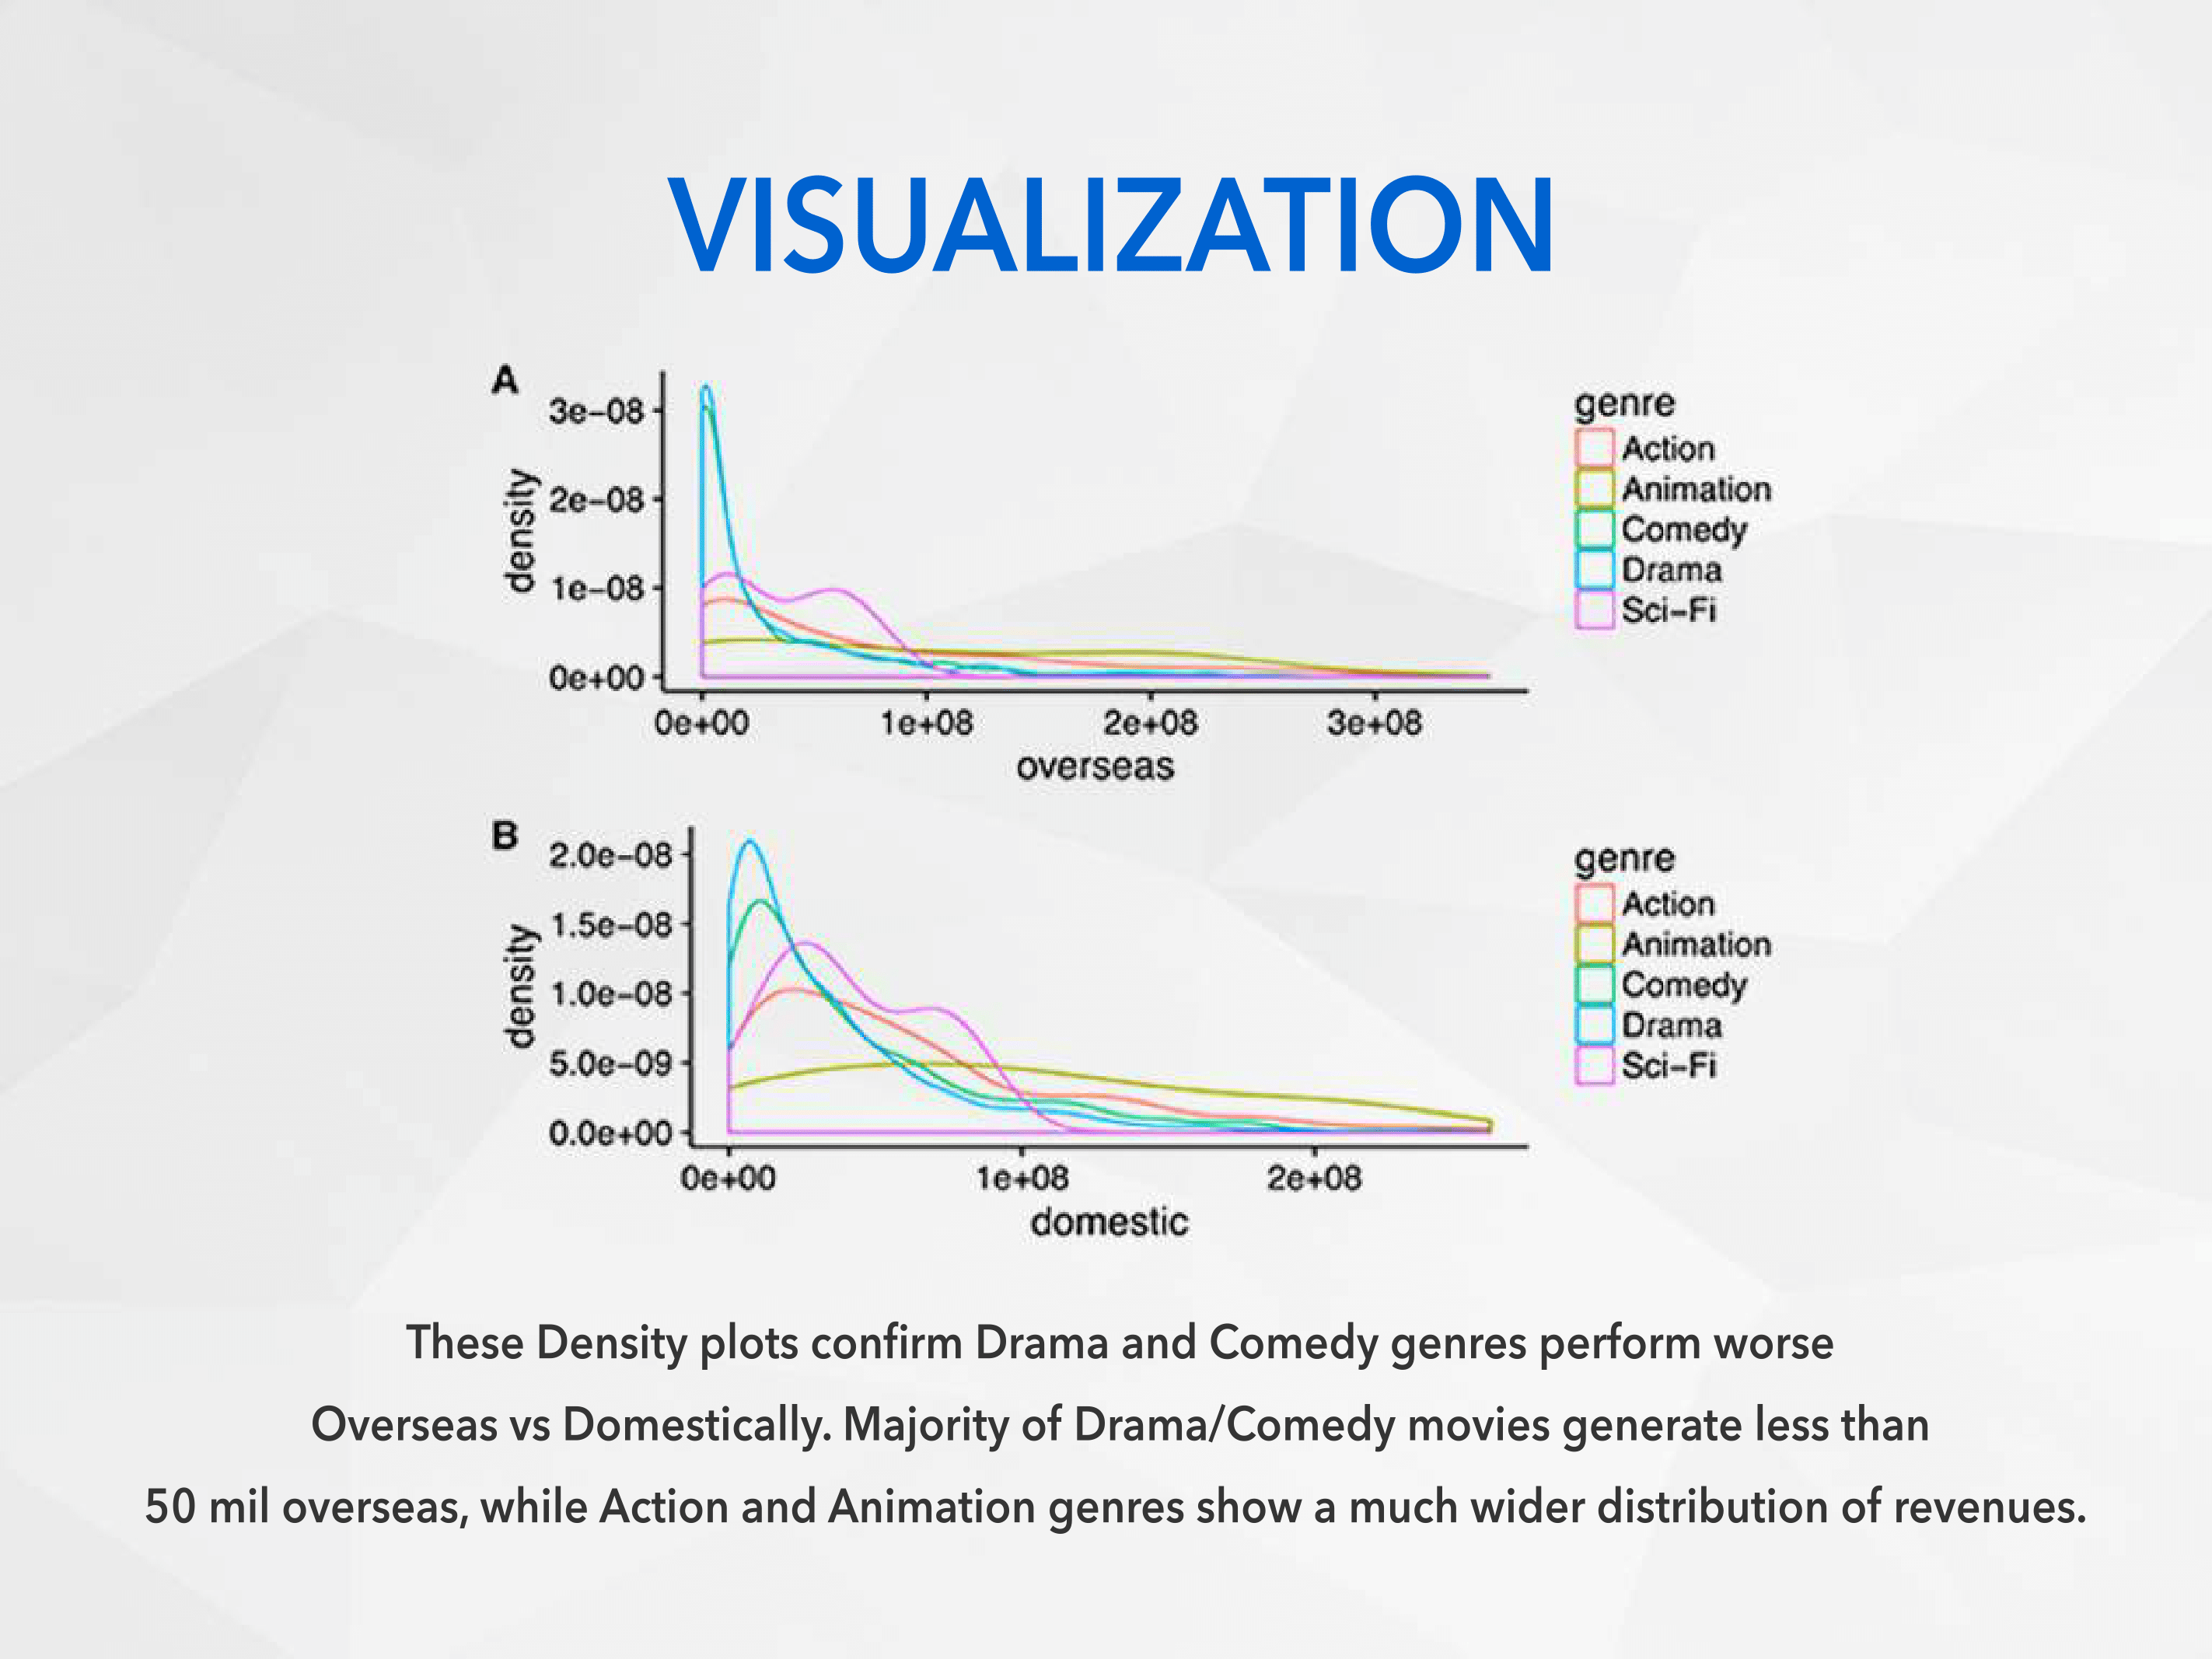 VISUALIZATION
A
3e−08
2e−08
1e−08
0e+00
density
0e+00 1e+08 2e+08 3e+08
overseas
genre
Action
Animation
Comedy
Drama
Sci−Fi
B
2.0e−08
1.5e−08
1.0e−08
5.0e−09
0.0e+00
density
0e+00 1e+08 2e+08
domestic
genre
Action
Animation
Comedy
Drama
Sci−Fi
These Density plots confirm Drama and Comedy genres perform worse
Overseas vs Domestically. Majority of Drama/Comedy movies generate less than
50 mil overseas, while Action and Animation genres show a much wider distribution of revenues.